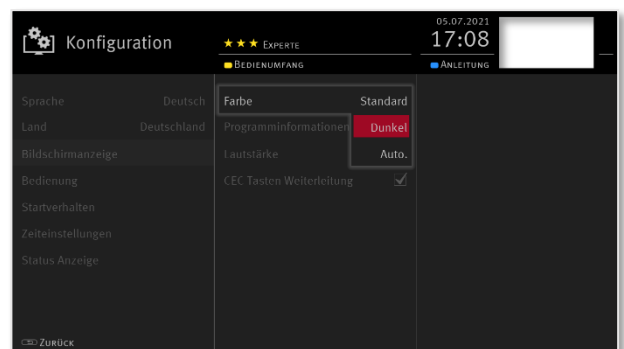 Konfiguration
★★★ EXPERTE
05.07.2021
17:08
BEDIENUMFANG
ANLEITUNG
Sprache Deutsch
Land Deutschland
Bildschirmanzeige
Bedienung
Startverhalten
Zeiteinstellungen
Status Anzeige
Farbe Standard
Programminformationen Dunkel
Lautstärke Auto.
CEC Tasten Weiterleitung
ZURÜCK